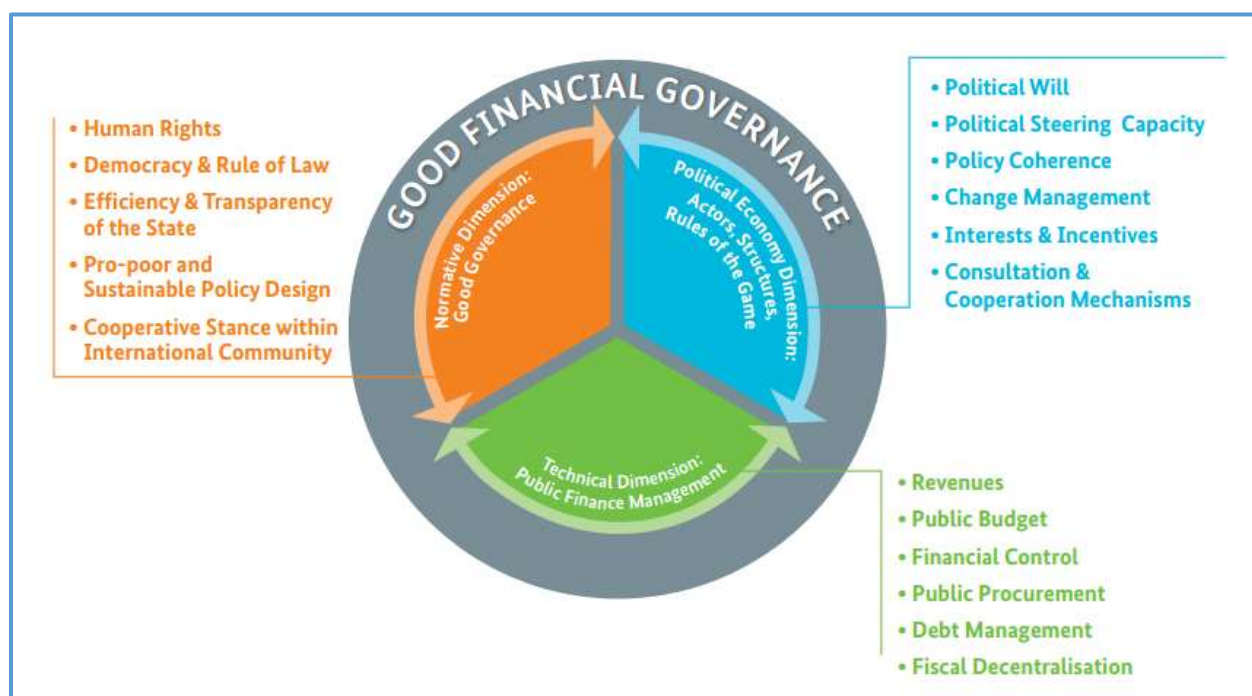 GOOD FINANCIAL GOVERNANCE
• Human Rights
• Democracy & Rule of Law
• Efficiency & Transparency
of the State
• Pro-poor and
Sustainable Policy Design
• Cooperative Stance within
International Community
Normative Dimension:
Good Governance
Political Economy Dimension:
Actors, Structures,
Rules of the Game
• Political Will
• Political Steering Capacity
• Policy Coherence
• Change Management
• Interests & Incentives
• Consultation &
Cooperation Mechanisms
Technical Dimension:
Public Finance Management
• Revenues
• Public Budget
• Financial Control
• Public Procurement
• Debt Management
• Fiscal Decentralisation